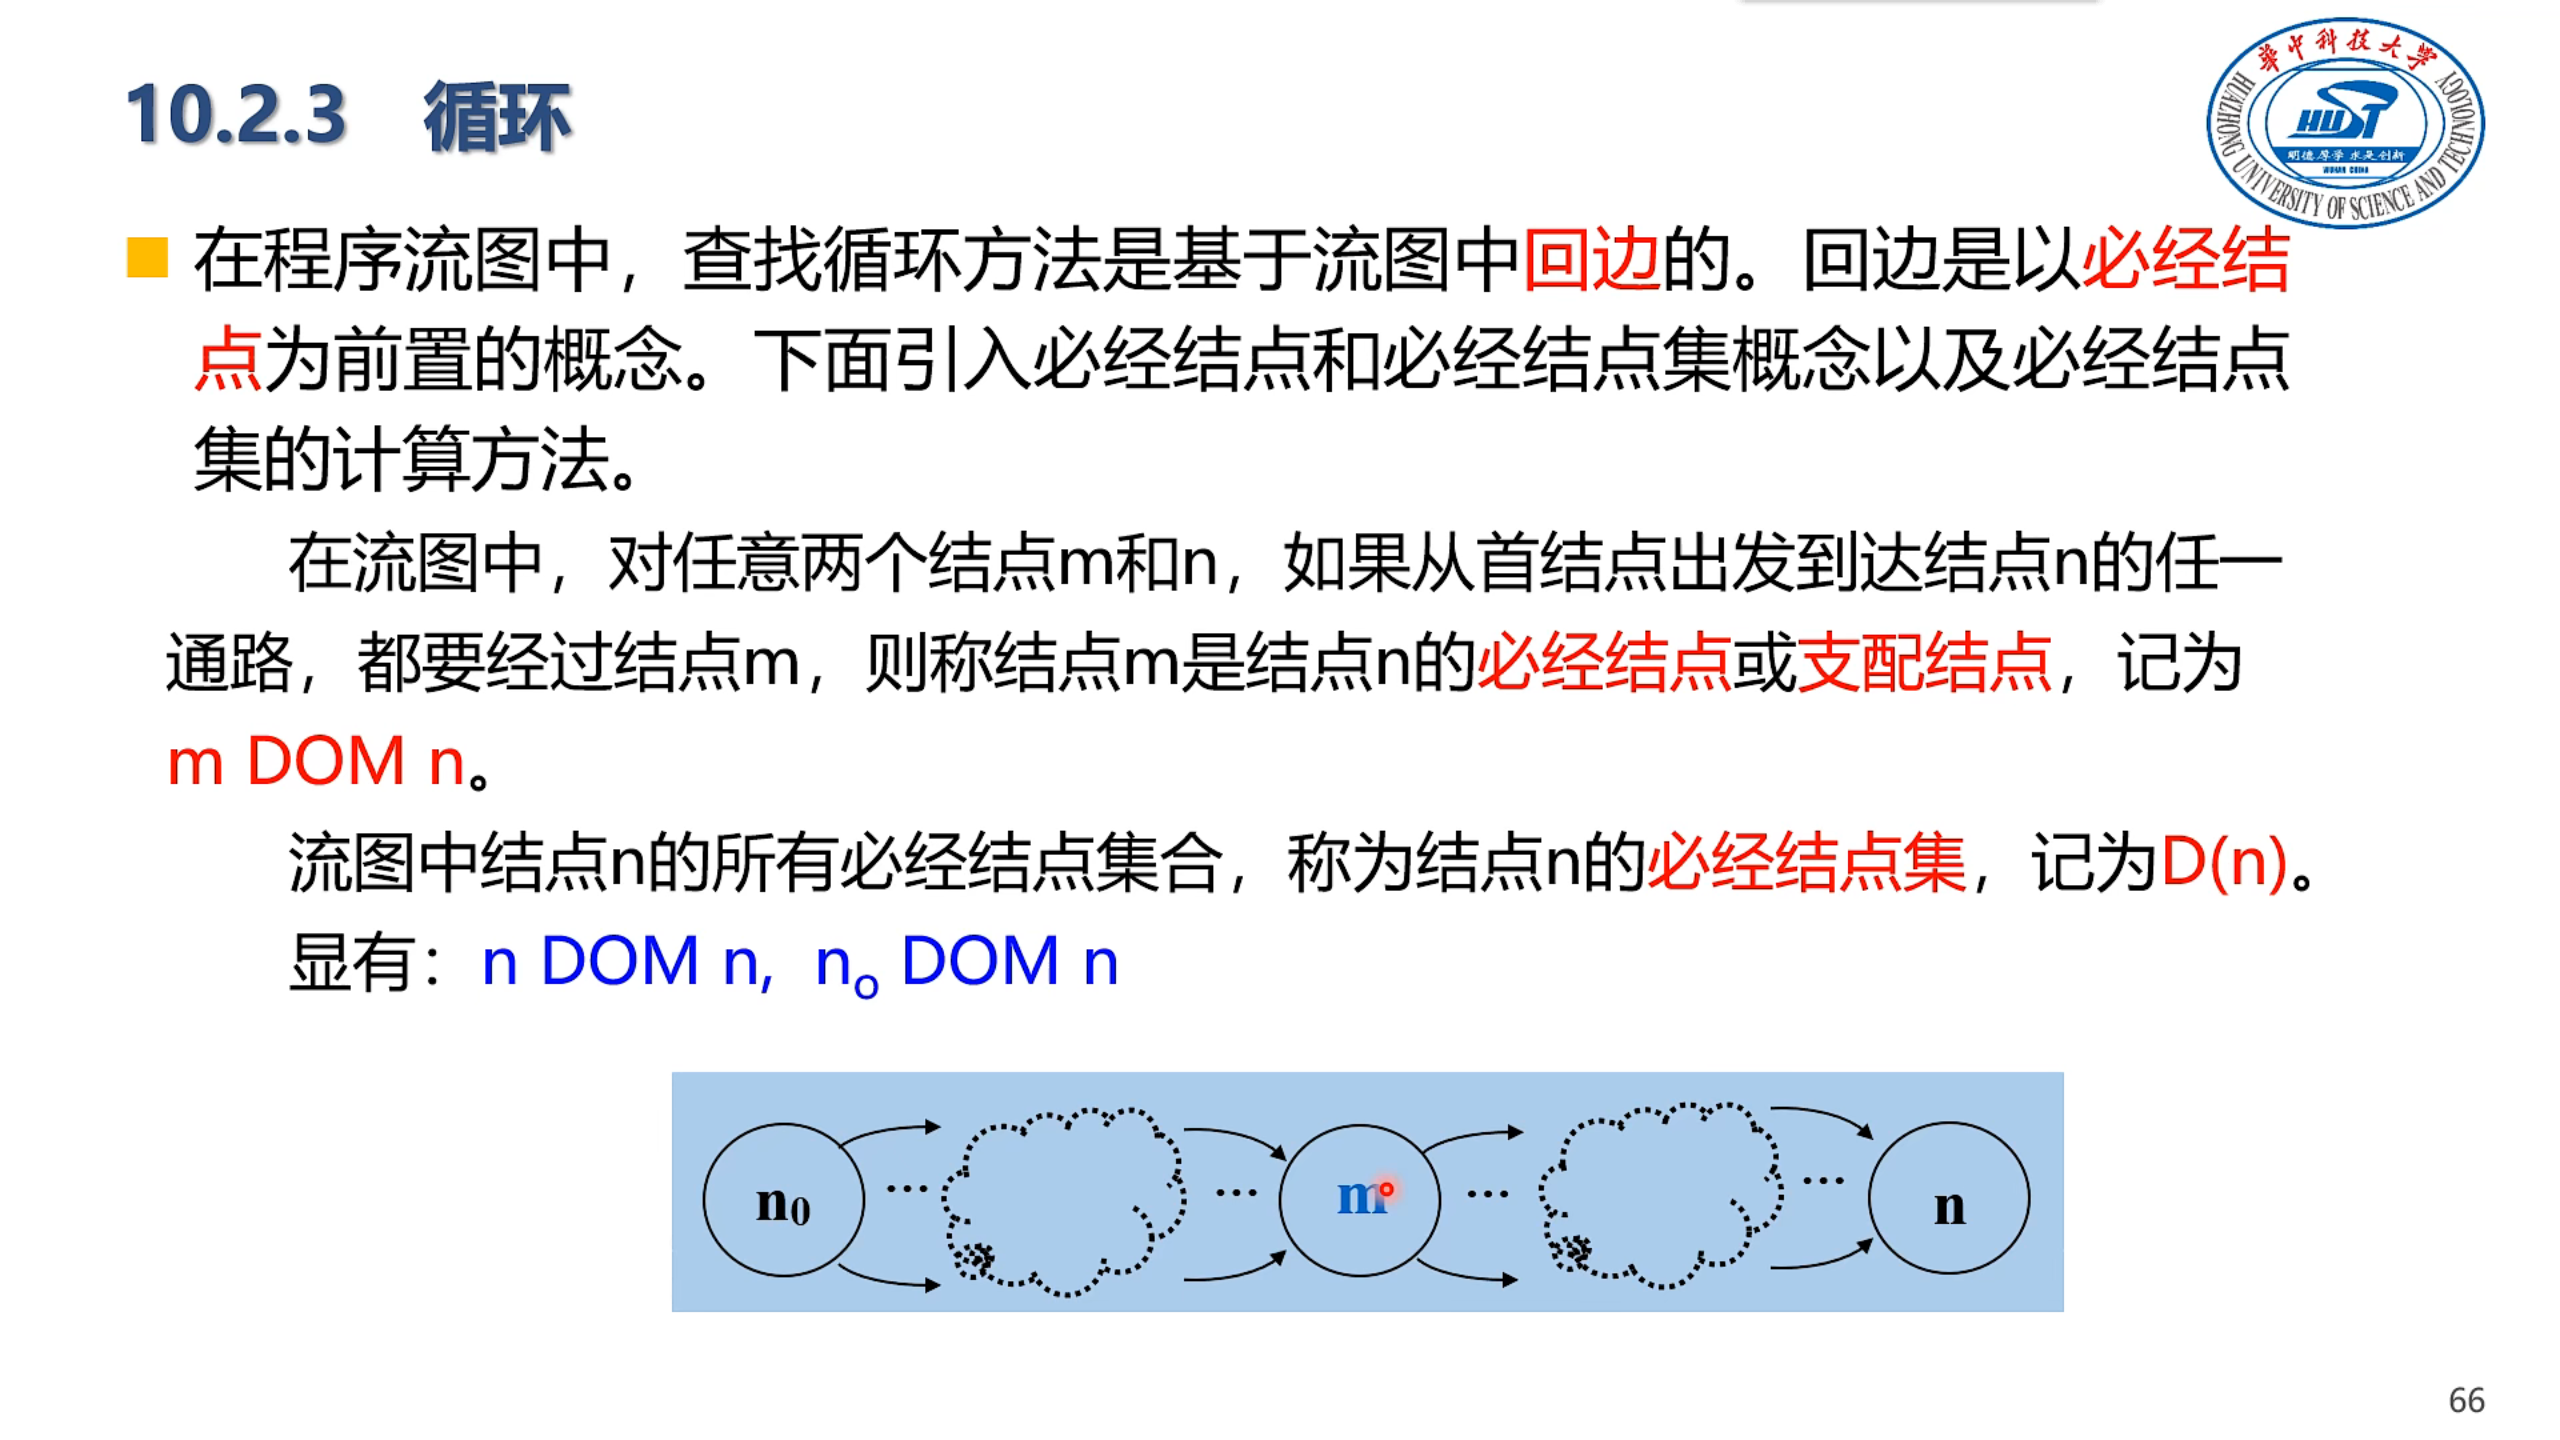 10.2.3 循环
华中科技大学
HUAZHONG UNIVERSITY OF SCIENCE AND TECHNOLOGY
HUST
明德厚学 求是创新
WUHAN CHINA
在程序流图中，查找循环方法是基于流图中回边的。回边是以必经结
点为前置的概念。下面引入必经结点和必经结点集概念以及必经结点
集的计算方法。
在流图中，对任意两个结点m和n，如果从首结点出发到达结点n的任一
通路，都要经过结点m，则称结点m是结点n的必经结点或支配结点，记为
m DOM n。
流图中结点n的所有必经结点集合，称为结点n的必经结点集，记为D(n)。
显有：n DOM n, no DOM n
n0 ... ... m ... ... n
66